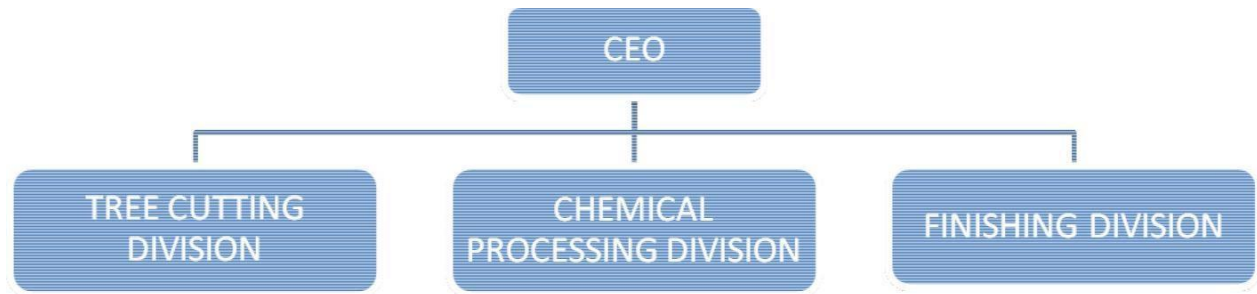 CEO
TREE CUTTING
DIVISION
CHEMICAL
PROCESSING DIVISION
FINISHING DIVISION